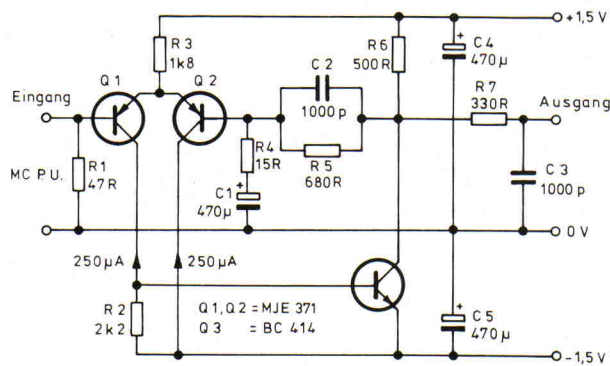 +1,5 V
R3
1k8
R6
500R
C4
470µ
+
Q1
Q2
C2
1000p
R7
330R
Eingang
Ausgang
R4
15R
R5
680R
MC P.U.
R1
47R
C1
470µ
+
C3
1000p
0V
250µA
250µA
R2
2k2
Q1,Q2 = MJE 371
Q3 = BC 414
C5
470µ
+
-1,5V